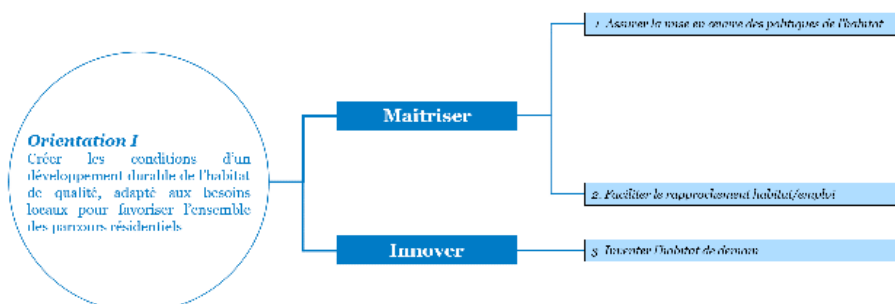 Orientation I
Créer les conditions d'un
développement durable de l'habitat
de qualité, adapté aux besoins
locaux pour favoriser l'ensemble
des parcours résidentiels
Maitriser
1. Assurer la mise en œuvre des politiques de l'habitat
2. Faciliter le rapprochement habitat/emploi
Innover
3. Inventer l'habitat de demain